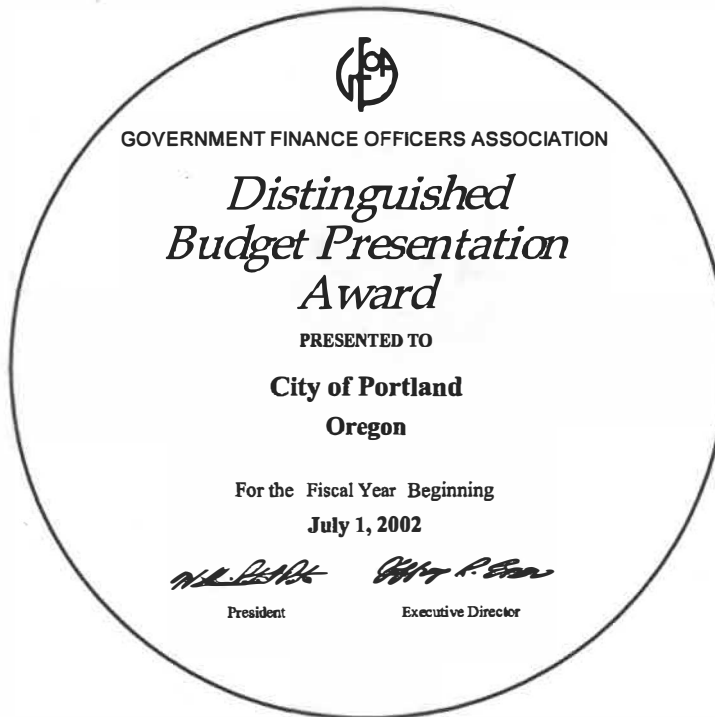 GFOA
GOVERNMENT FINANCE OFFICERS ASSOCIATION
Distinguished
Budget Presentation
Award
PRESENTED TO
City of Portland
Oregon
For the Fiscal Year Beginning
July 1, 2002
President
Executive Director